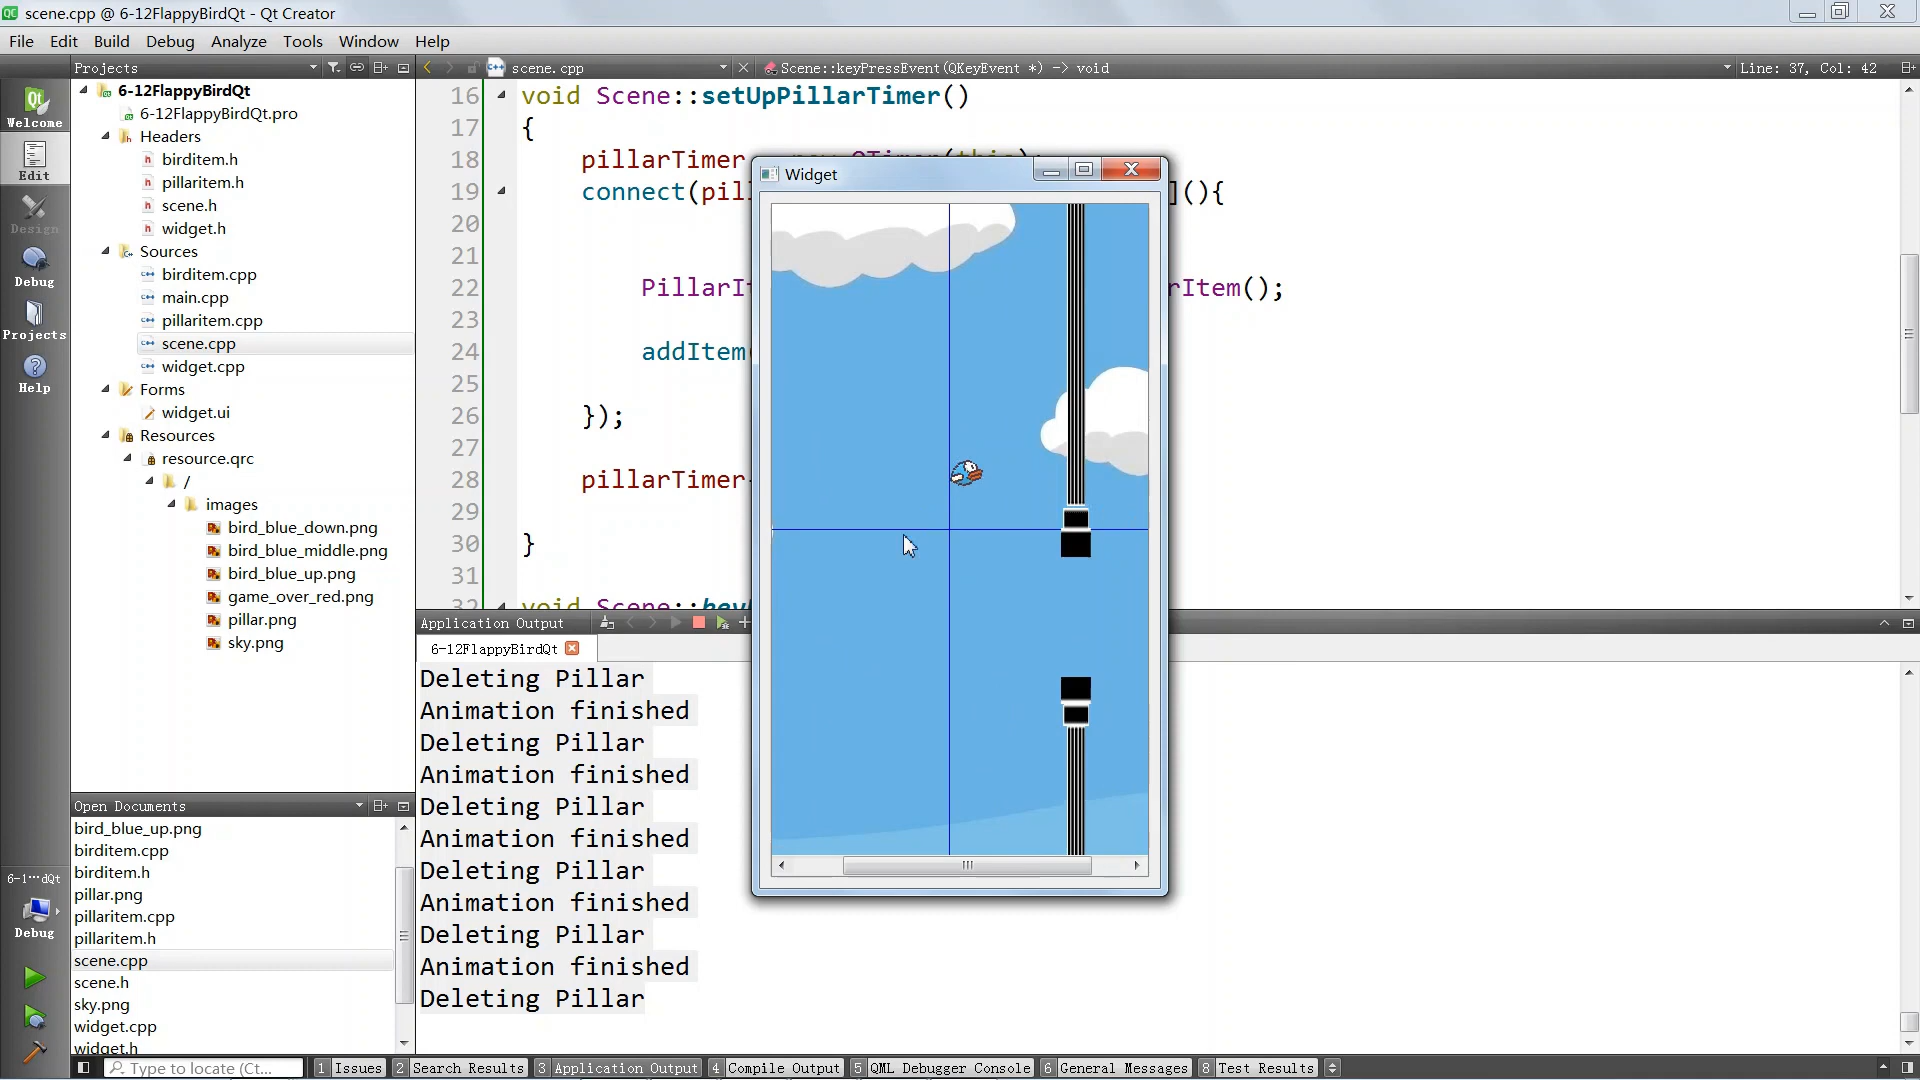 scene.cpp @ 6-12FlappyBirdQt - Qt Creator
File Edit Build Debug Analyze Tools Window Help
Projects
scene.cpp
Scene::keyPressEvent(QKeyEvent *) -> void
Line: 37, Col: 42
Welcome
Edit
Design
Debug
Projects
Help
6-12FlappyBirdQt
6-12FlappyBirdQt.pro
Headers
birditem.h
pillaritem.h
scene.h
widget.h
Sources
birditem.cpp
main.cpp
pillaritem.cpp
scene.cpp
widget.cpp
Forms
widget.ui
Resources
resource.qrc
/
images
bird_blue_down.png
bird_blue_middle.png
bird_blue_up.png
game_over_red.png
pillar.png
sky.png
Open Documents
bird_blue_up.png
birditem.cpp
birditem.h
pillar.png
pillaritem.cpp
pillaritem.h
scene.cpp
scene.h
sky.png
widget.cpp
widget.h
6-1···dQt
Debug
16 void Scene::setUpPillarTimer()
17 {
18 pillarTimer
19 connect(pil ](){
20
21
22 PillarIt rItem();
23
24 addItem
25
26 });
27
28 pillarTimer-
29
30 }
31
32 void Scene::key
Widget
Application Output
6-12FlappyBirdQt
Deleting Pillar
Animation finished
Deleting Pillar
Animation finished
Deleting Pillar
Animation finished
Deleting Pillar
Animation finished
Deleting Pillar
Animation finished
Deleting Pillar
Type to locate (Ct...
1 Issues 2 Search Results 3 Application Output 4 Compile Output 5 QML Debugger Console 6 General Messages 8 Test Results